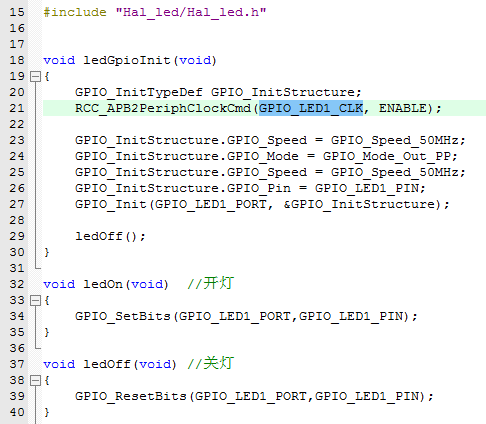 15 #include "Hal_led/Hal_led.h"
16
17
18 void ledGpioInit(void)
19 {
20     GPIO_InitTypeDef GPIO_InitStructure;
21     RCC_APB2PeriphClockCmd(GPIO_LED1_CLK, ENABLE);
22
23     GPIO_InitStructure.GPIO_Speed = GPIO_Speed_50MHz;
24     GPIO_InitStructure.GPIO_Mode = GPIO_Mode_Out_PP;
25     GPIO_InitStructure.GPIO_Speed = GPIO_Speed_50MHz;
26     GPIO_InitStructure.GPIO_Pin = GPIO_LED1_PIN;
27     GPIO_Init(GPIO_LED1_PORT, &GPIO_InitStructure);
28
29     ledOff();
30 }
31
32 void ledOn(void)  //开灯
33 {
34     GPIO_SetBits(GPIO_LED1_PORT,GPIO_LED1_PIN);
35 }
36
37 void ledOff(void) //关灯
38 {
39     GPIO_ResetBits(GPIO_LED1_PORT,GPIO_LED1_PIN);
40 }